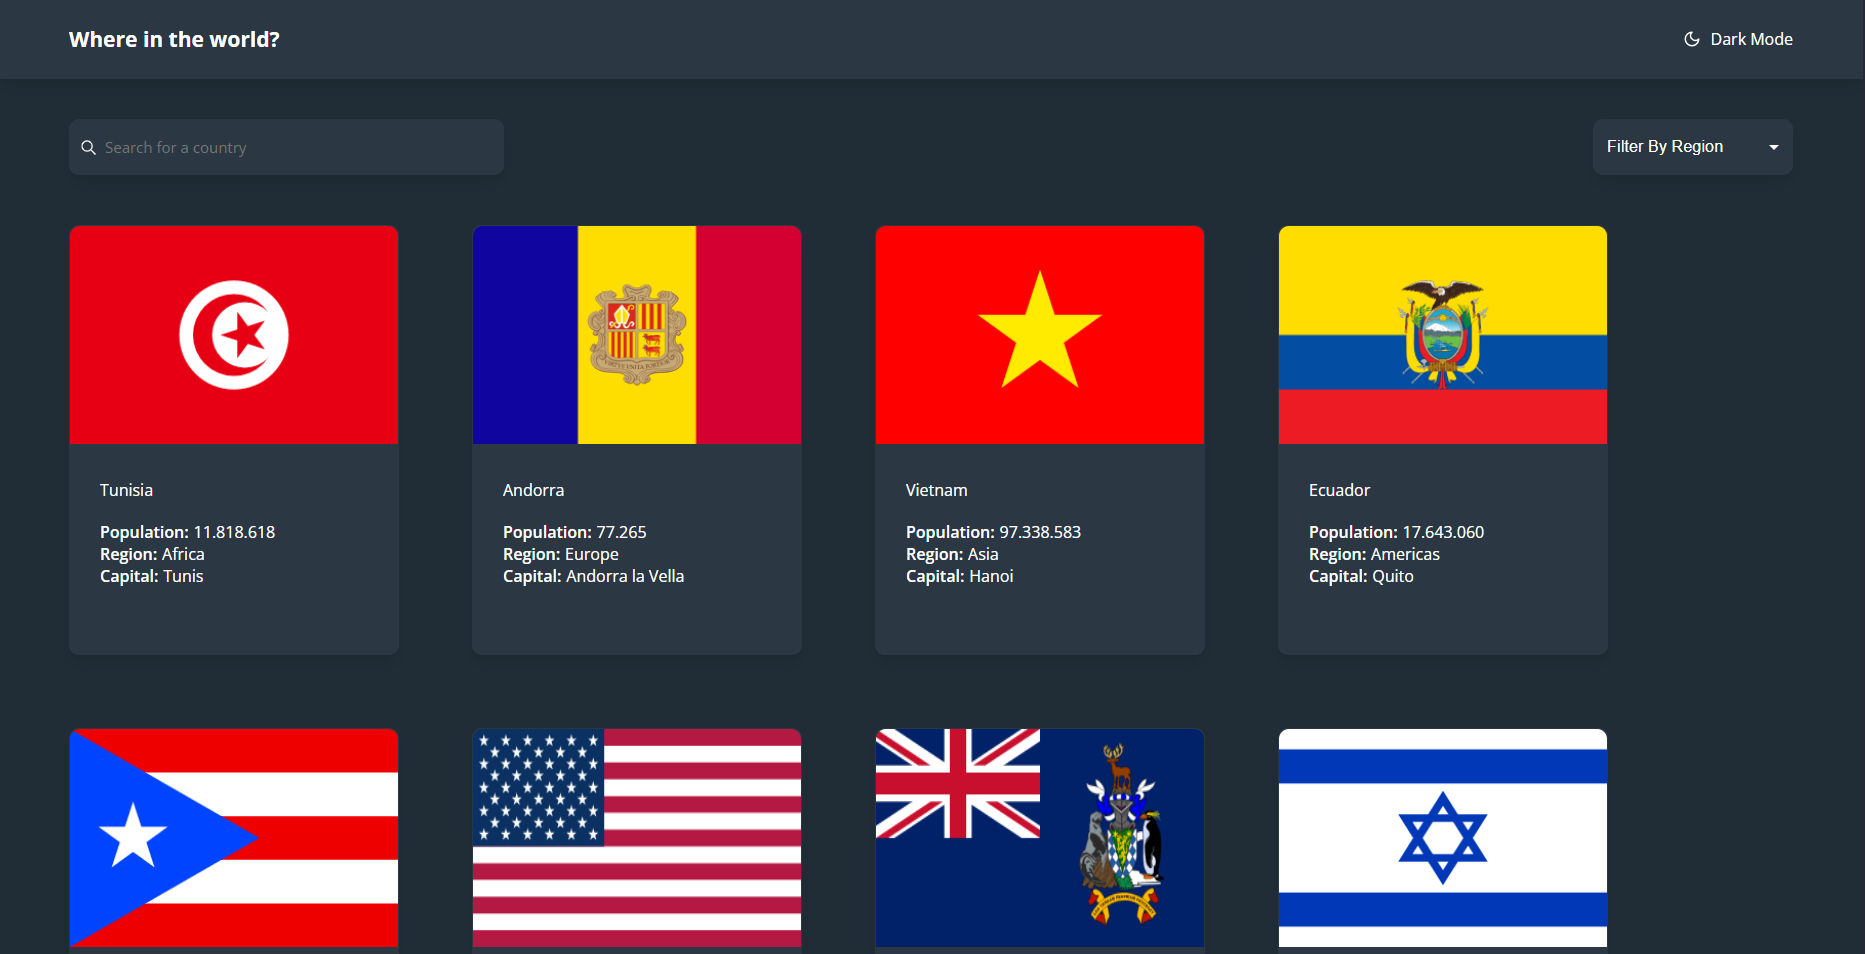 Where in the world?
Dark Mode
Search for a country
Filter By Region
Tunisia
Population: 11.818.618
Region: Africa
Capital: Tunis
Andorra
Population: 77.265
Region: Europe
Capital: Andorra la Vella
Vietnam
Population: 97.338.583
Region: Asia
Capital: Hanoi
Ecuador
Population: 17.643.060
Region: Americas
Capital: Quito